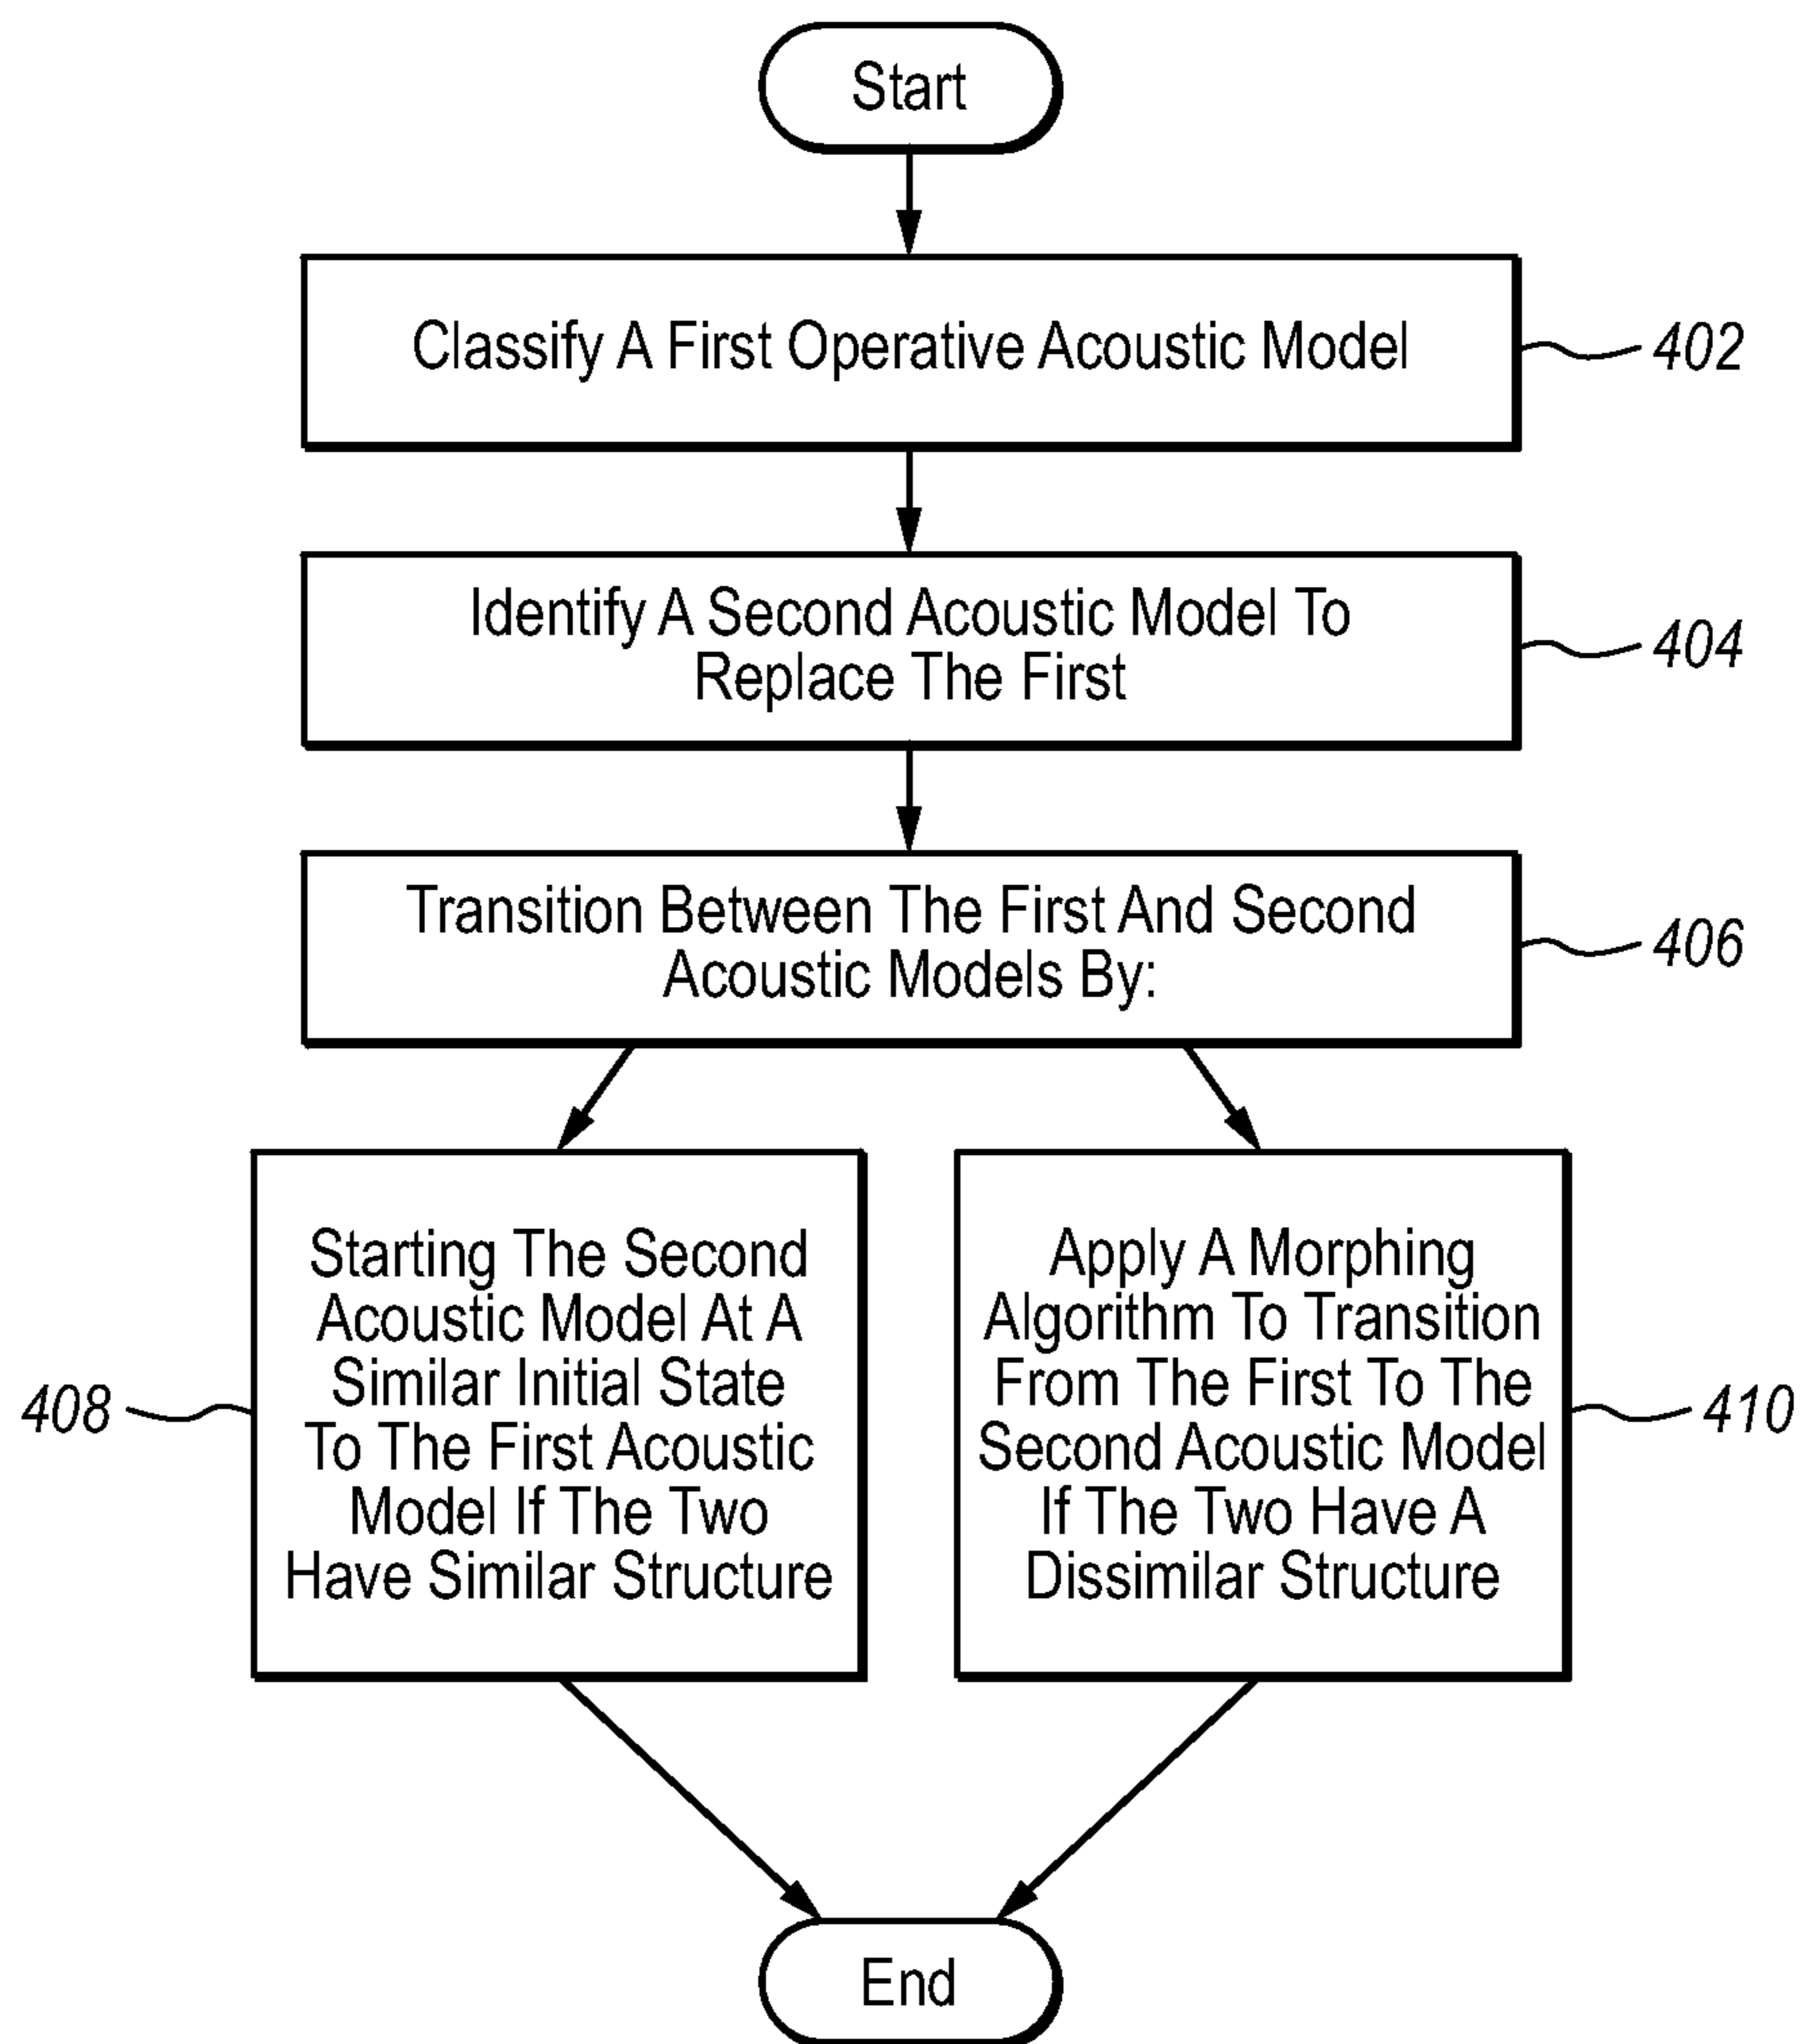 Start
Classify A First Operative Acoustic Model
402
Identify A Second Acoustic Model To
Replace The First
404
Transition Between The First And Second
Acoustic Models By:
406
Starting The Second
Acoustic Model At A
Similar Initial State
To The First Acoustic
Model If The Two
Have Similar Structure
408
Apply A Morphing
Algorithm To Transition
From The First To The
Second Acoustic Model
If The Two Have A
Dissimilar Structure
410
End